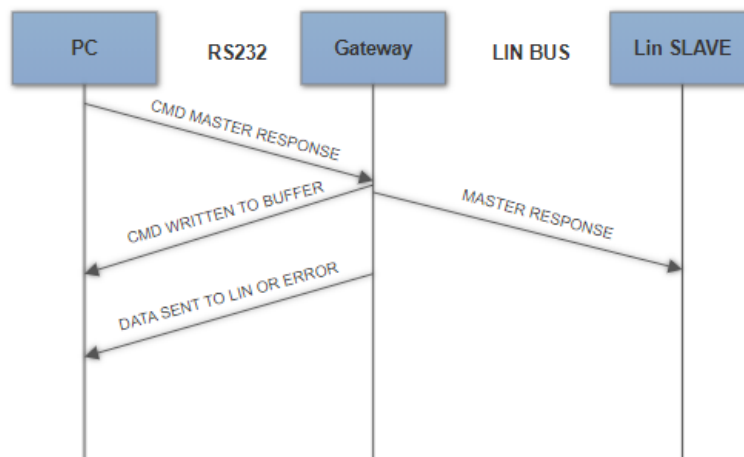 PC
RS232
Gateway
LIN BUS
Lin SLAVE
CMD MASTER RESPONSE
CMD WRITTEN TO BUFFER
MASTER RESPONSE
DATA SENT TO LIN OR ERROR